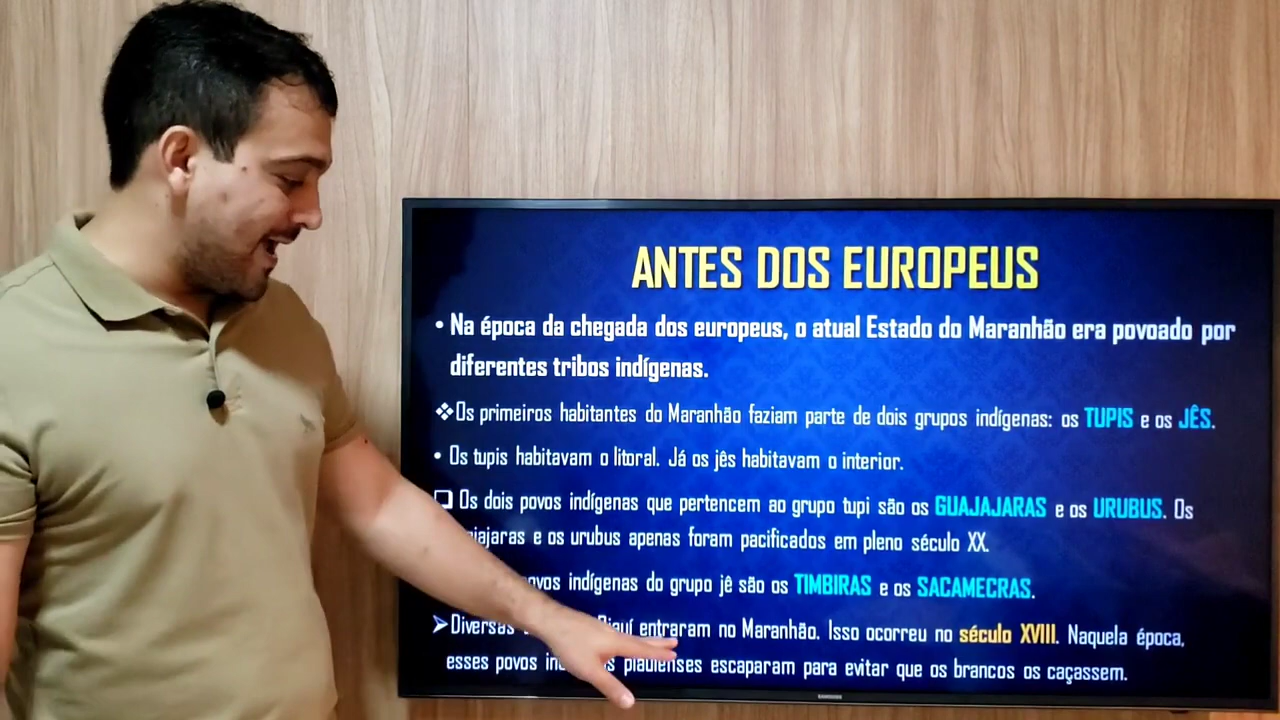 ANTES DOS EUROPEUS
• Na época da chegada dos europeus, o atual Estado do Maranhão era povoado por
diferentes tribos indígenas.
❖Os primeiros habitantes do Maranhão faziam parte de dois grupos indígenas: os TUPIS e os JÊS.
• Os tupis habitavam o litoral. Já os jês habitavam o interior.
❑ Os dois povos indígenas que pertencem ao grupo tupi são os GUAJAJARAS e os URUBUS. Os
e os urubus apenas foram pacificados em pleno século XX.
indígenas do grupo jê são os TIMBIRAS e os SACAMECRAS.
➢Diversas Piauí entraram no Maranhão. Isso ocorreu no século XVIII. Naquela época,
esses povos piauienses escaparam para evitar que os brancos os caçassem.
SAMSUNG